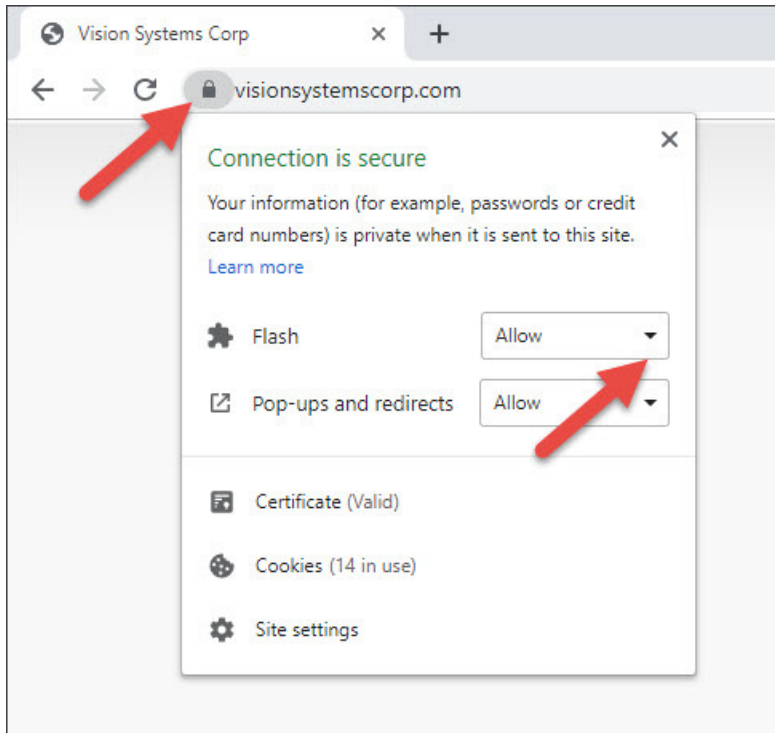 Vision Systems Corp
visionsystemscorp.com
Connection is secure
Your information (for example, passwords or credit
card numbers) is private when it is sent to this site.
Learn more
Flash Allow
Pop-ups and redirects Allow
Certificate (Valid)
Cookies (14 in use)
Site settings